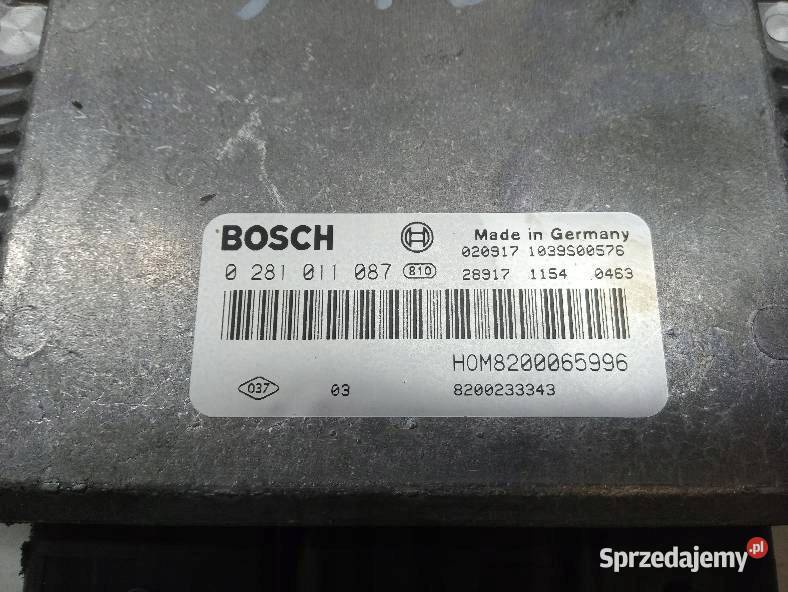 BOSCH Made in Germany
020917 1039S00576
0 281 011 087 810 28917 1154 0463
HOM8200065996
037 03 8200233343
Sprzedajemy.pl